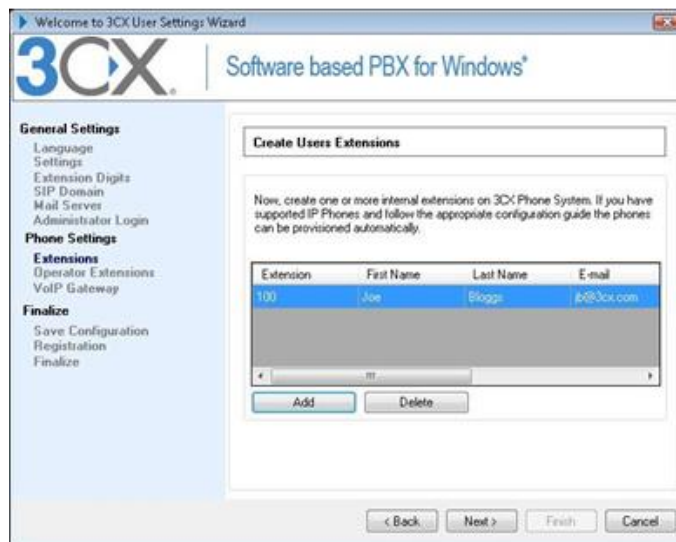 Welcome to 3CX User Settings Wizard
3CX.
Software based PBX for Windows*
General Settings
Language
Settings
Extension Digits
SIP Domain
Mail Server
Administrator Login
Phone Settings
Extensions
Operator Extensions
VoIP Gateway
Finalize
Save Configuration
Registration
Finalize
Create Users Extensions
Now, create one or more internal extensions on 3CX Phone System. If you have
supported IP Phones and follow the appropriate configuration guide the phones
can be provisioned automatically.
Extension First Name Last Name E-mail
100 Joe Bloggs jb@3cx.com
Add Delete
< Back Next > Finish Cancel